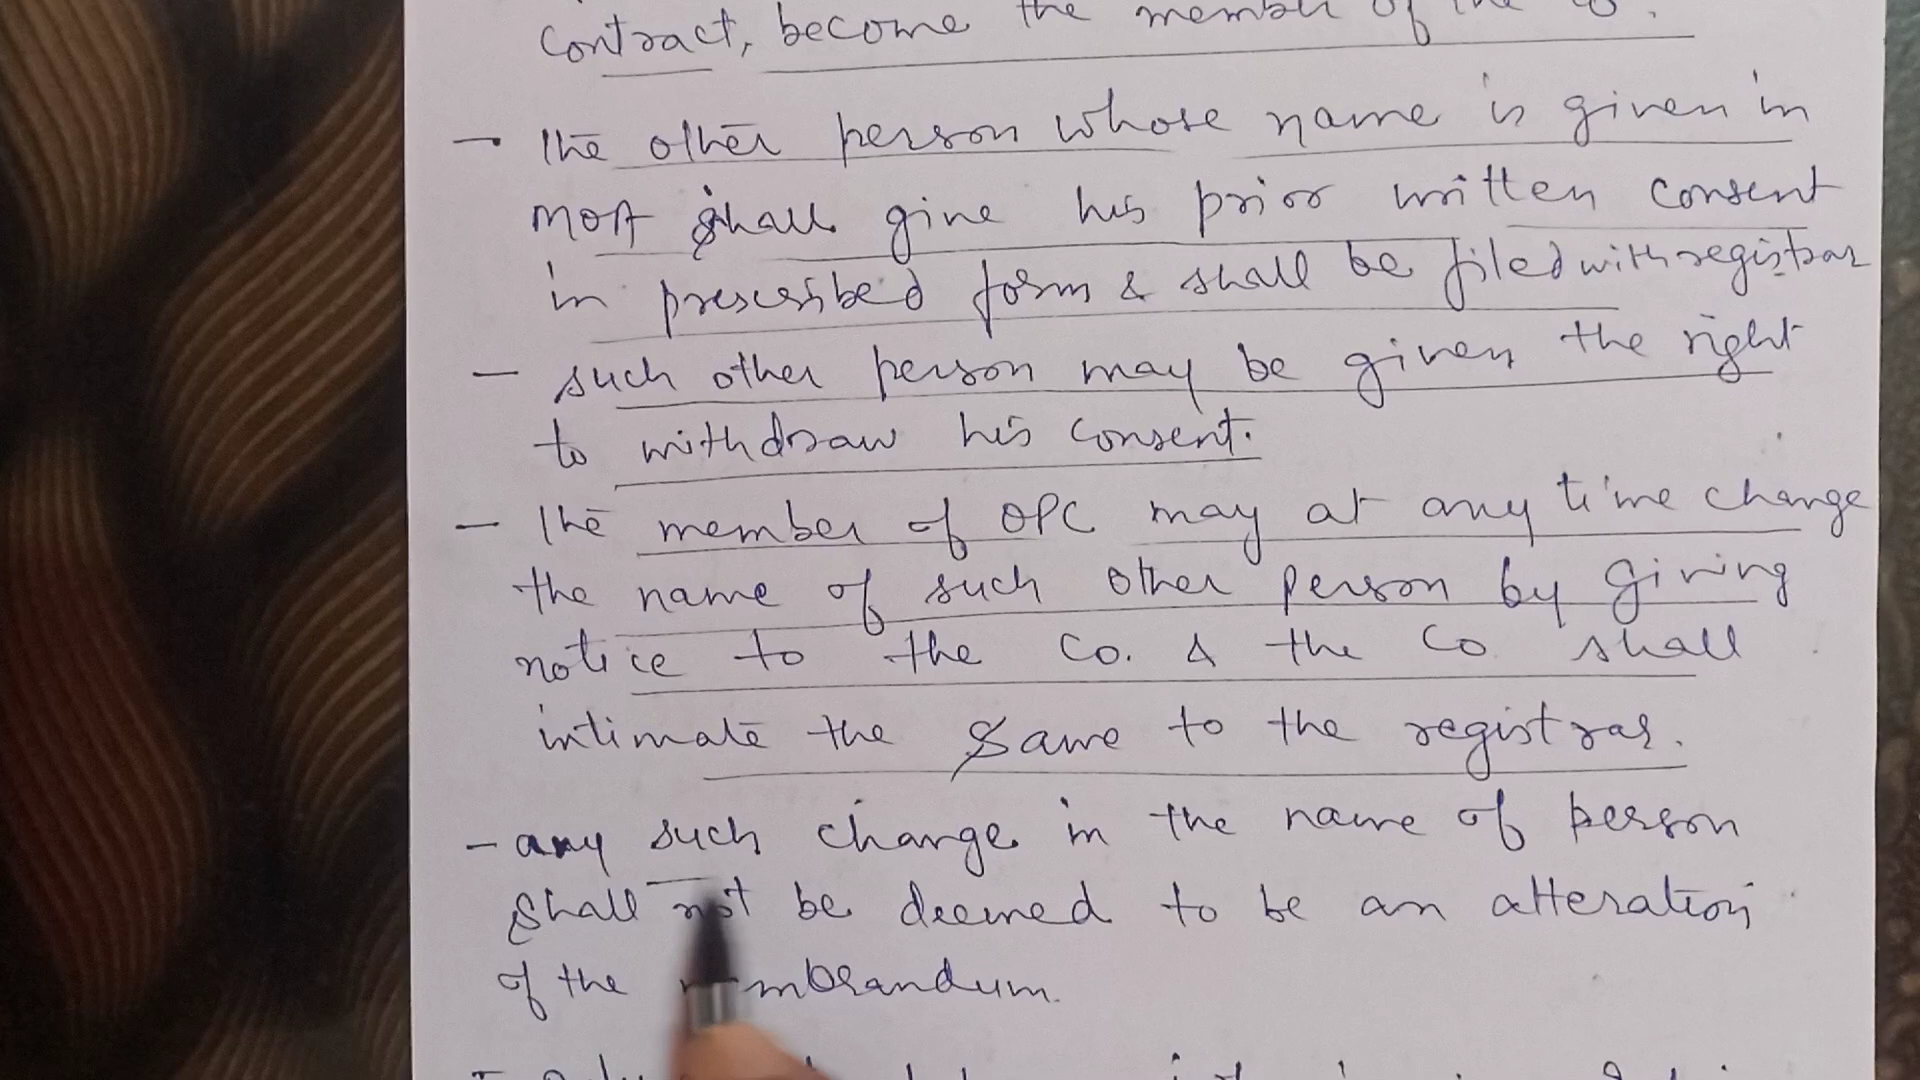 contract, become the member of the co.
- The other person whose name is given in
MOA shall give his prior written consent
in prescribed form & shall be filed with registrar
- such other person may be given the right
to withdraw his consent.
- The member of OPC may at any time change
the name of such other person by giving
notice to the co. & the co shall
intimate the same to the registrar.
- any such change in the name of person
shall not be deemed to be an alteration
of the